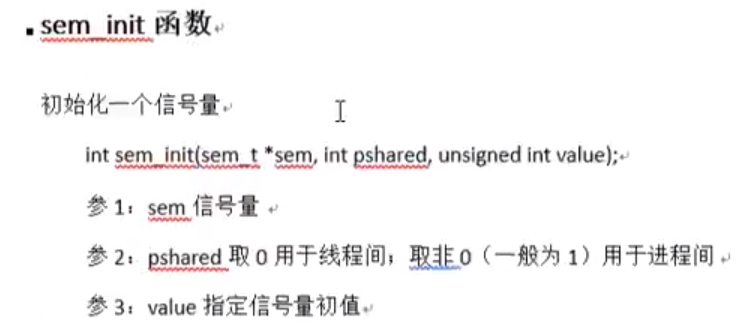 sem_init 函数
初始化一个信号量
int sem_init(sem_t *sem, int pshared, unsigned int value);
参 1：sem 信号量
参 2：pshared 取 0 用于线程间；取非 0（一般为 1）用于进程间
参 3：value 指定信号量初值